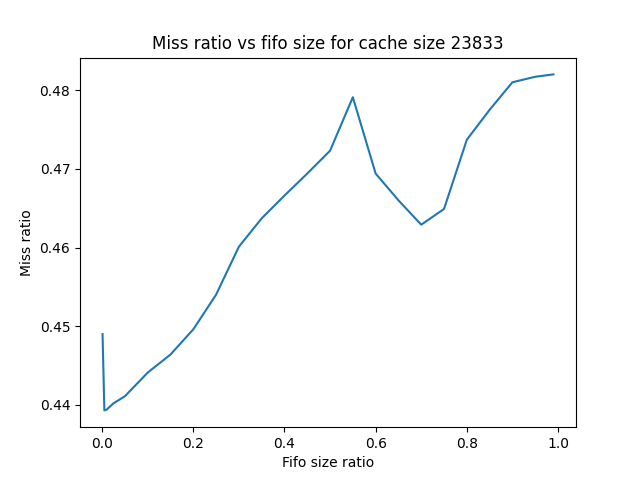 Miss ratio vs fifo size for cache size 23833
0.48
0.47
0.46
0.45
0.44
Miss ratio
0.0 0.2 0.4 0.6 0.8 1.0
Fifo size ratio